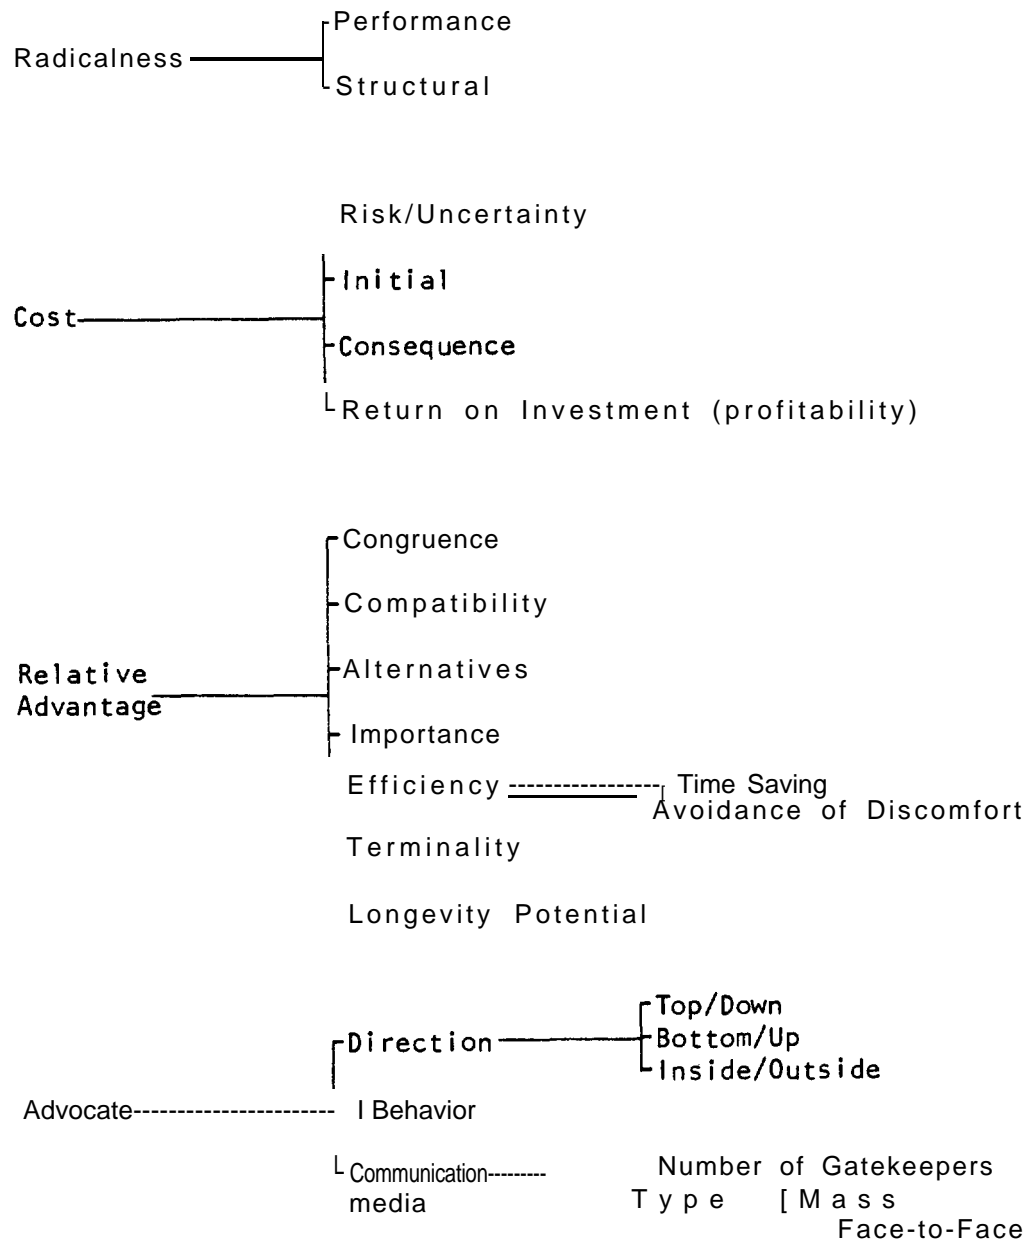 Performance
Radicalness
Structural
Risk/Uncertainty
Initial
Cost
Consequence
Return on Investment (profitability)
Congruence
Compatibility
Relative
Advantage
Alternatives
Importance
Efficiency Time Saving
Avoidance of Discomfort
Terminality
Longevity Potential
Top/Down
Direction Bottom/Up
Inside/Outside
Advocate I Behavior
Communication Number of Gatekeepers
media Type [Mass
Face-to-Face